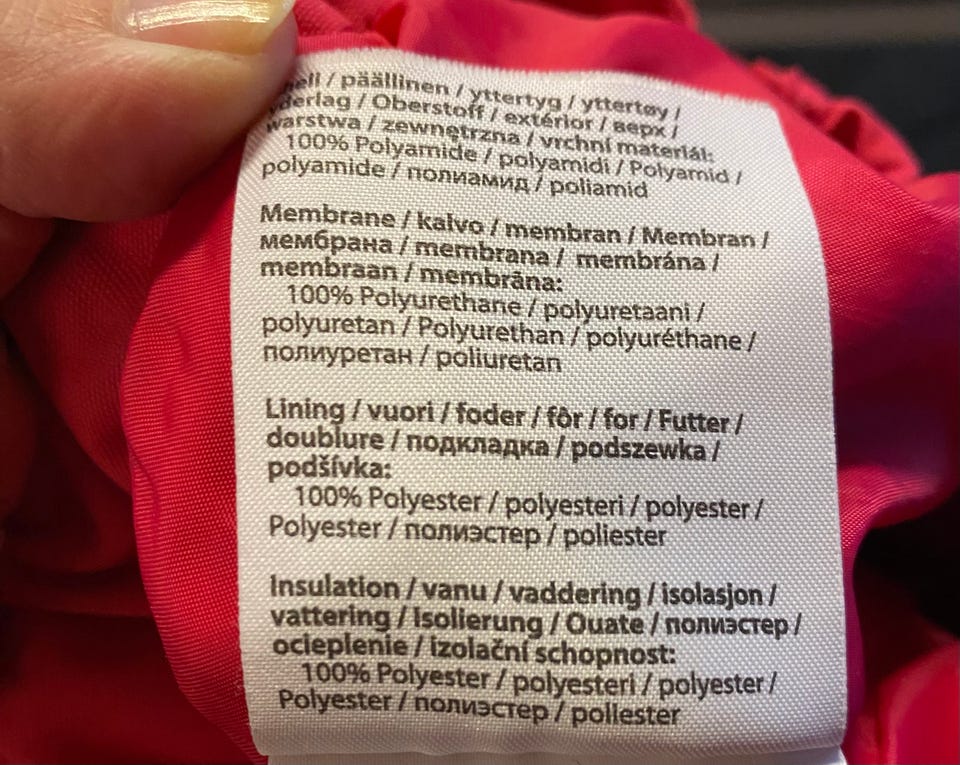 / päällinen / yttertyg / yttertøy /
/ Oberstoff / extérior / верх /
warstwa / zewnętrzna / vrchní materiál:
100% Polyamide / polyamidi / Polyamid /
polyamide / полиамид / poliamid
Membrane / kalvo / membran / Membran /
мембрана / membrana / membrána /
membraan / membrāna:
100% Polyurethane / polyuretaani /
polyuretan / Polyurethan / polyuréthane /
полиуретан / poliuretan
Lining / vuori / foder / fôr / for / Futter /
doublure / подкладка / podszewka /
podšívka:
100% Polyester / polyesteri / polyester /
Polyester / полиэстер / poliester
Insulation / vanu / vaddering / isolasjon /
vattering / Isolierung / Ouate / полиэстер /
ocieplenie / izolační schopnost:
100% Polyester / polyesteri / polyester /
Polyester / полиэстер / poliester